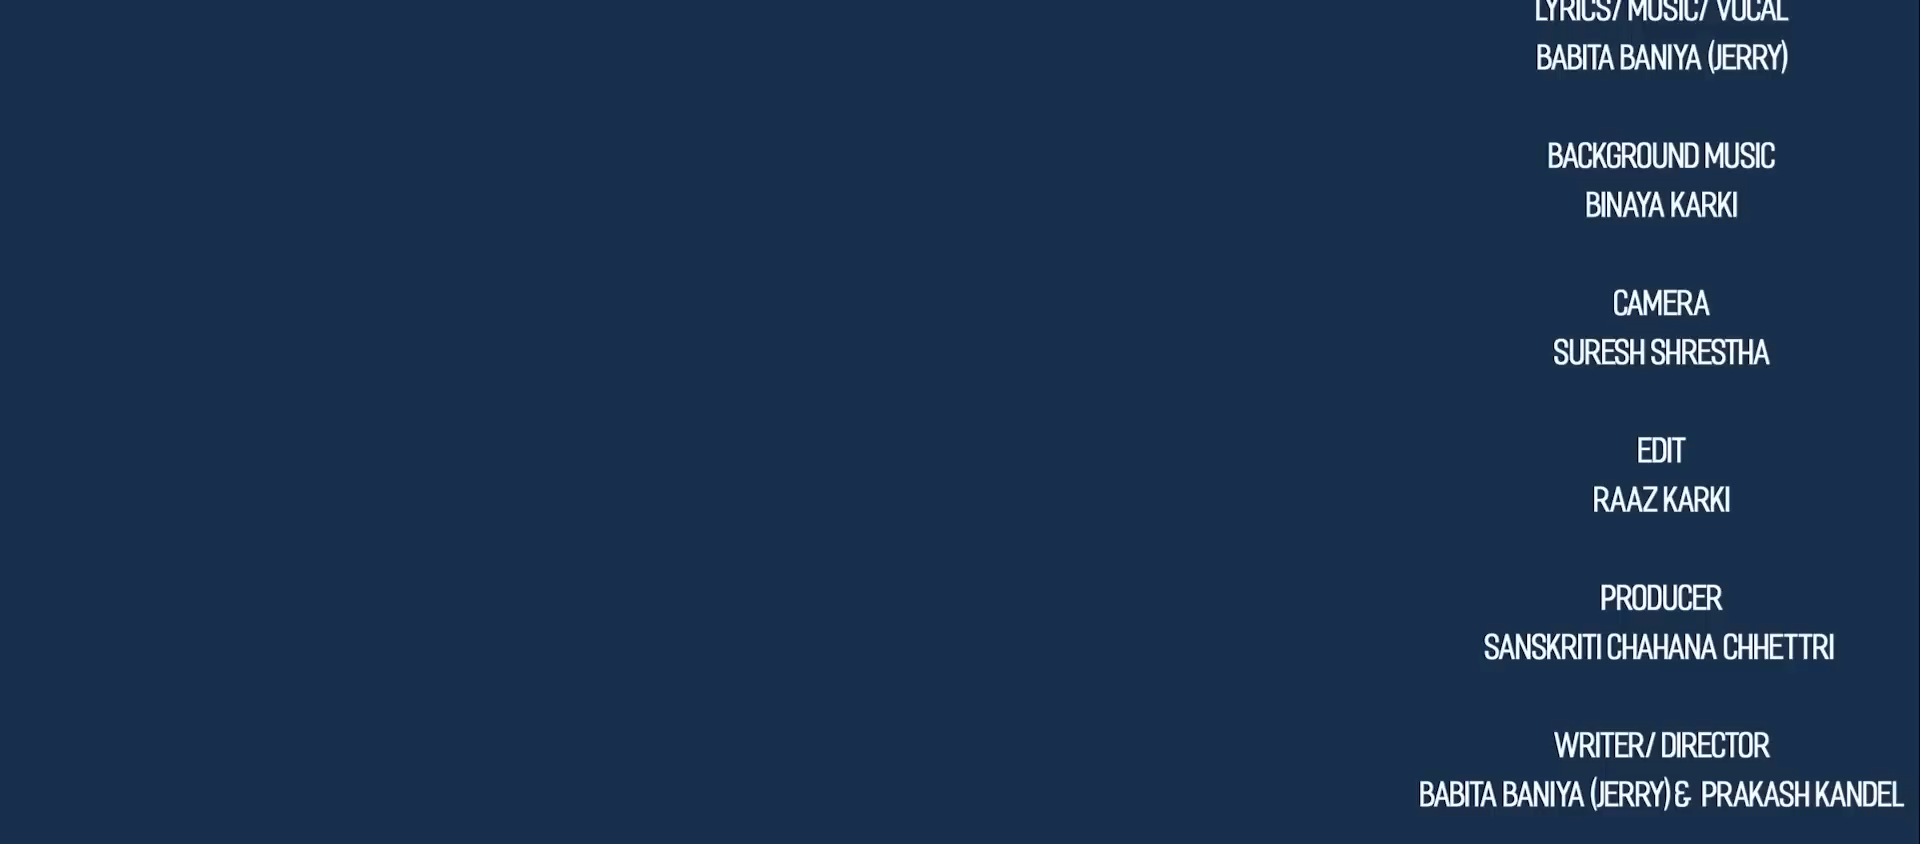 LYRICS/ MUSIC/ VOCAL
BABITA BANIYA (JERRY)
BACKGROUND MUSIC
BINAYA KARKI
CAMERA
SURESH SHRESTHA
EDIT
RAAZ KARKI
PRODUCER
SANSKRITI CHAHANA CHHETTRI
WRITER/ DIRECTOR
BABITA BANIYA (JERRY) & PRAKASH KANDEL